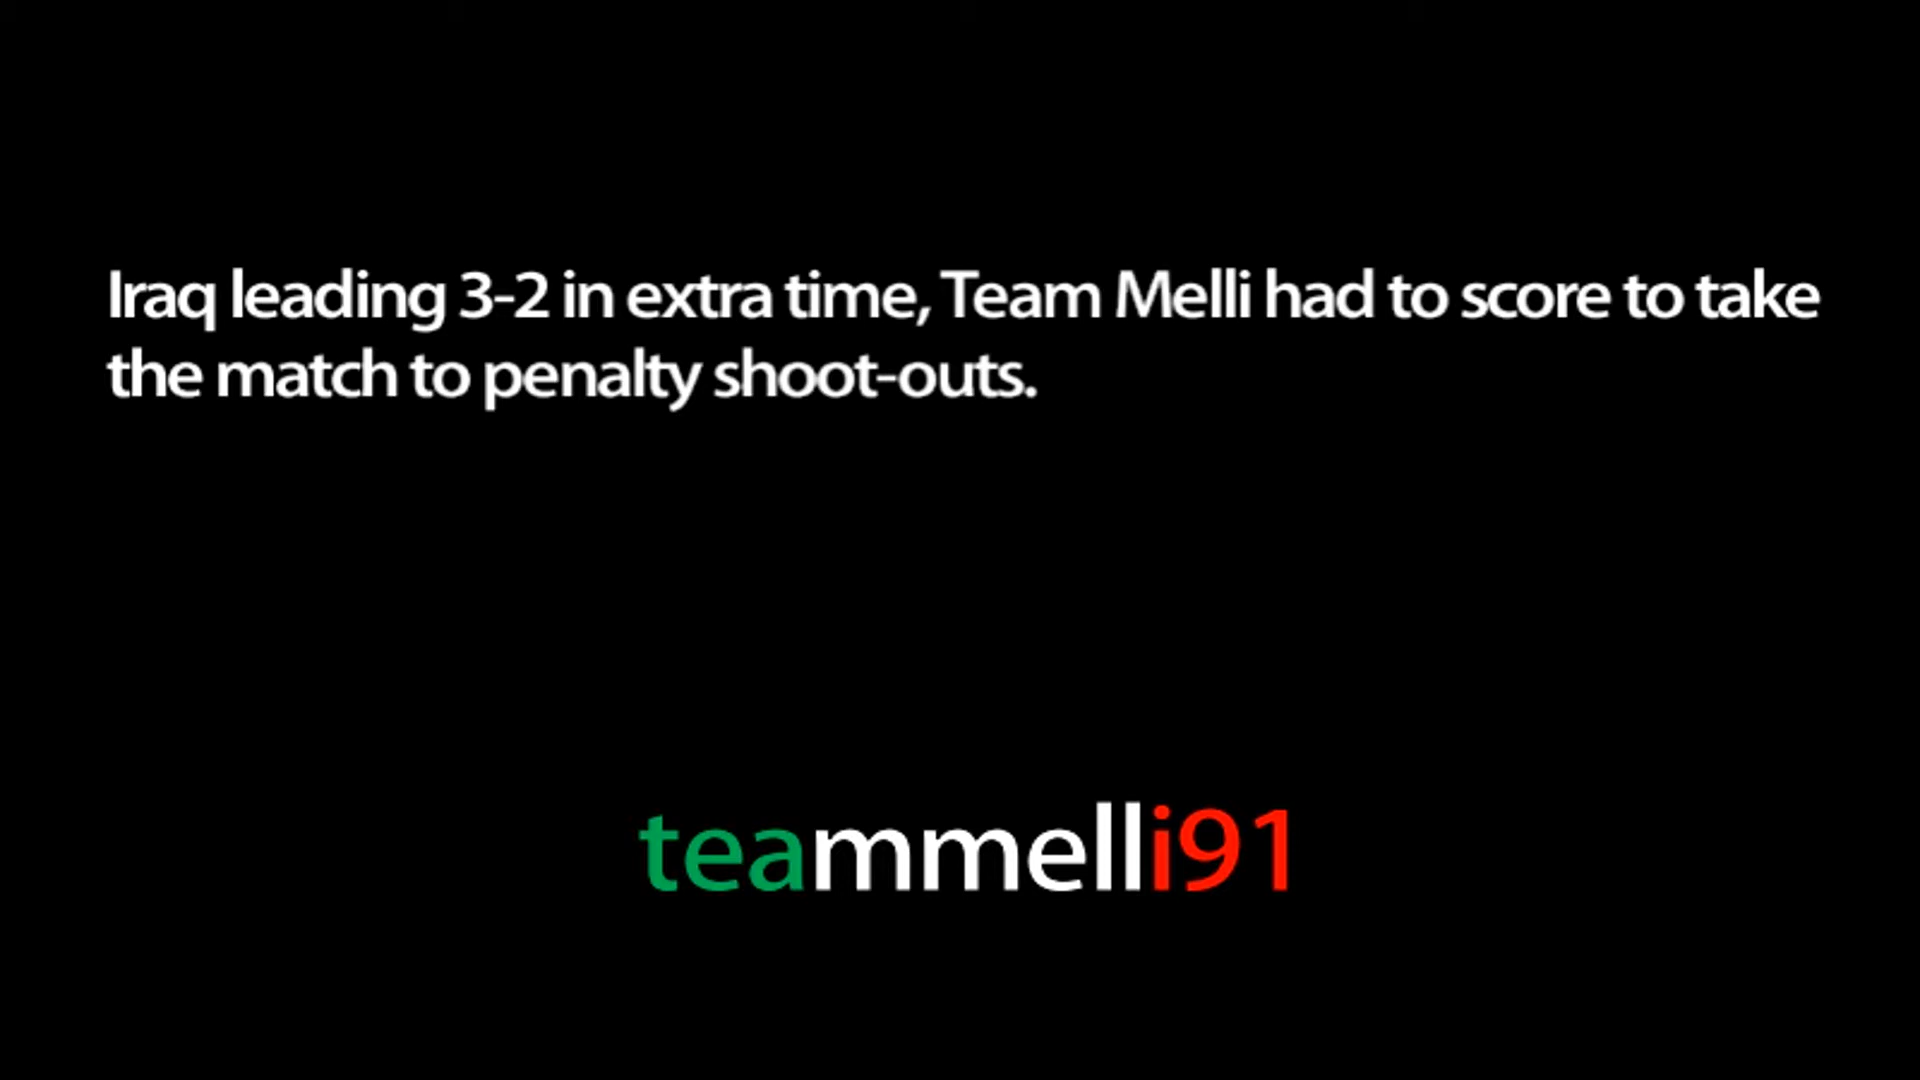 Iraq leading 3-2 in extra time, Team Melli had to score to take
the match to penalty shoot-outs.
teammelli91